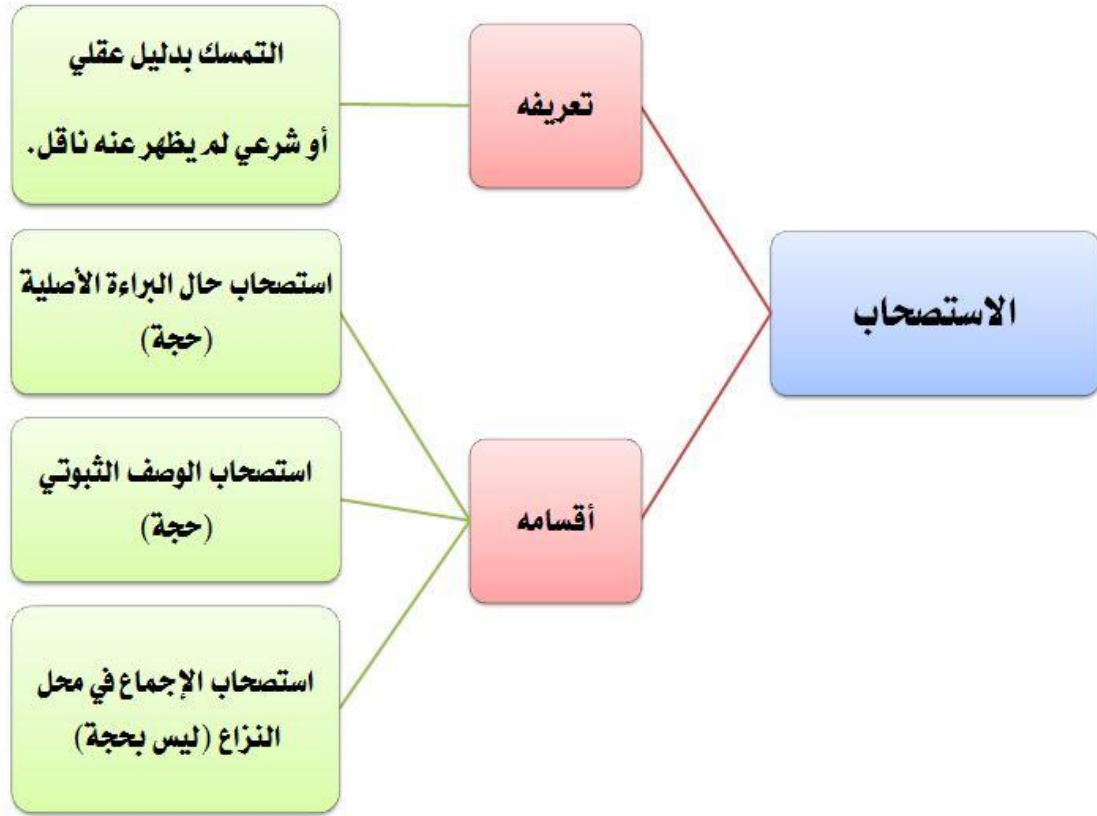 الاستصحاب
تعريفه
التمسك بدليل عقلي
أو شرعي لم يظهر عنه ناقل.
أقسامه
استصحاب حال البراءة الأصلية
(حجة)
استصحاب الوصف الثبوتي
(حجة)
استصحاب الإجماع في محل
النزاع (ليس بحجة)